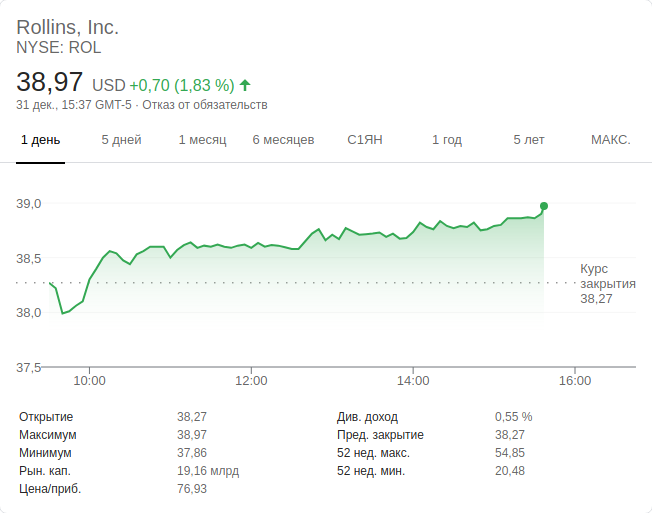 Rollins, Inc.
NYSE: ROL
38,97 USD +0,70 (1,83 %)
31 дек., 15:37 GMT-5 · Отказ от обязательств
1 день 5 дней 1 месяц 6 месяцев С1ЯН 1 год 5 лет МАКС.
39,0
38,5
38,0
37,5
Курс
закрытия
38,27
10:00 12:00 14:00 16:00
Открытие 38,27
Максимум 38,97
Минимум 37,86
Рын. кап. 19,16 млрд
Цена/приб. 76,93
Див. доход 0,55 %
Пред. закрытие 38,27
52 нед. макс. 54,85
52 нед. мин. 20,48